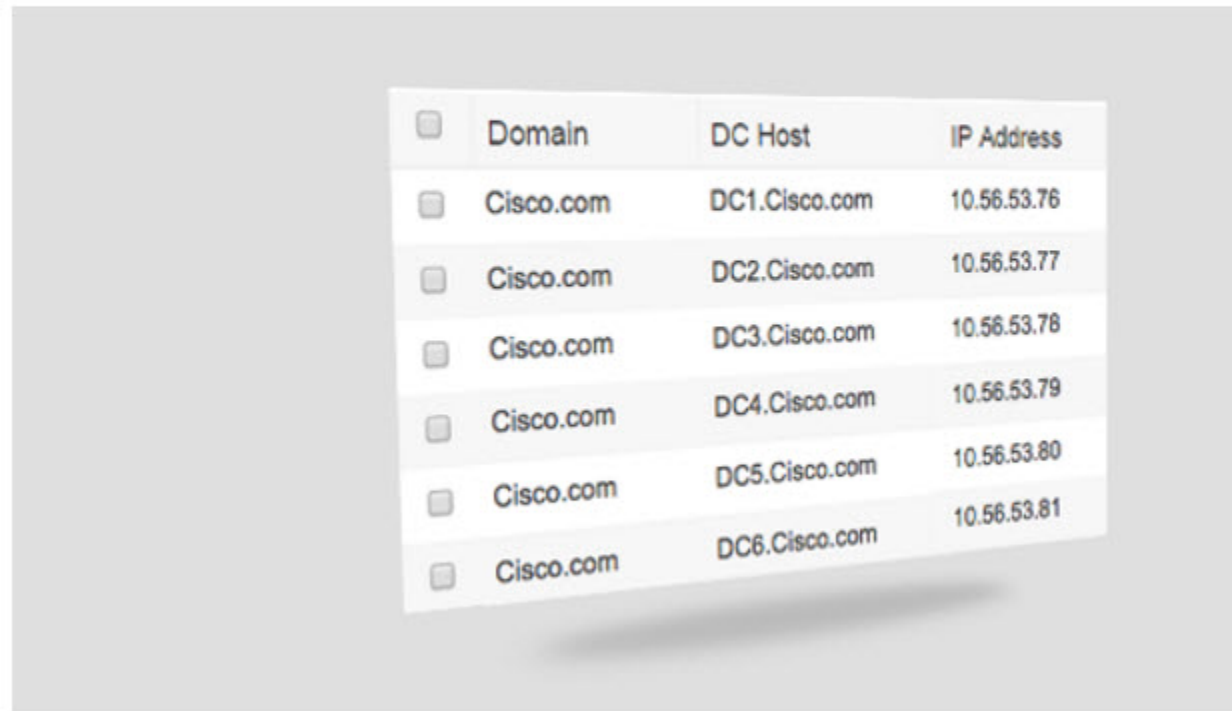 Domain DC Host IP Address
Cisco.com DC1.Cisco.com 10.56.53.76
Cisco.com DC2.Cisco.com 10.56.53.77
Cisco.com DC3.Cisco.com 10.56.53.78
Cisco.com DC4.Cisco.com 10.56.53.79
Cisco.com DC5.Cisco.com 10.56.53.80
Cisco.com DC6.Cisco.com 10.56.53.81